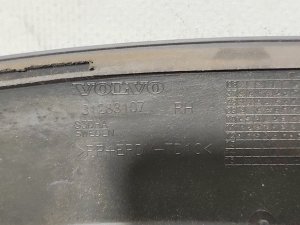 VOLVO
31283107 RH
SWEDEN
>PP+EPDM-TD10<